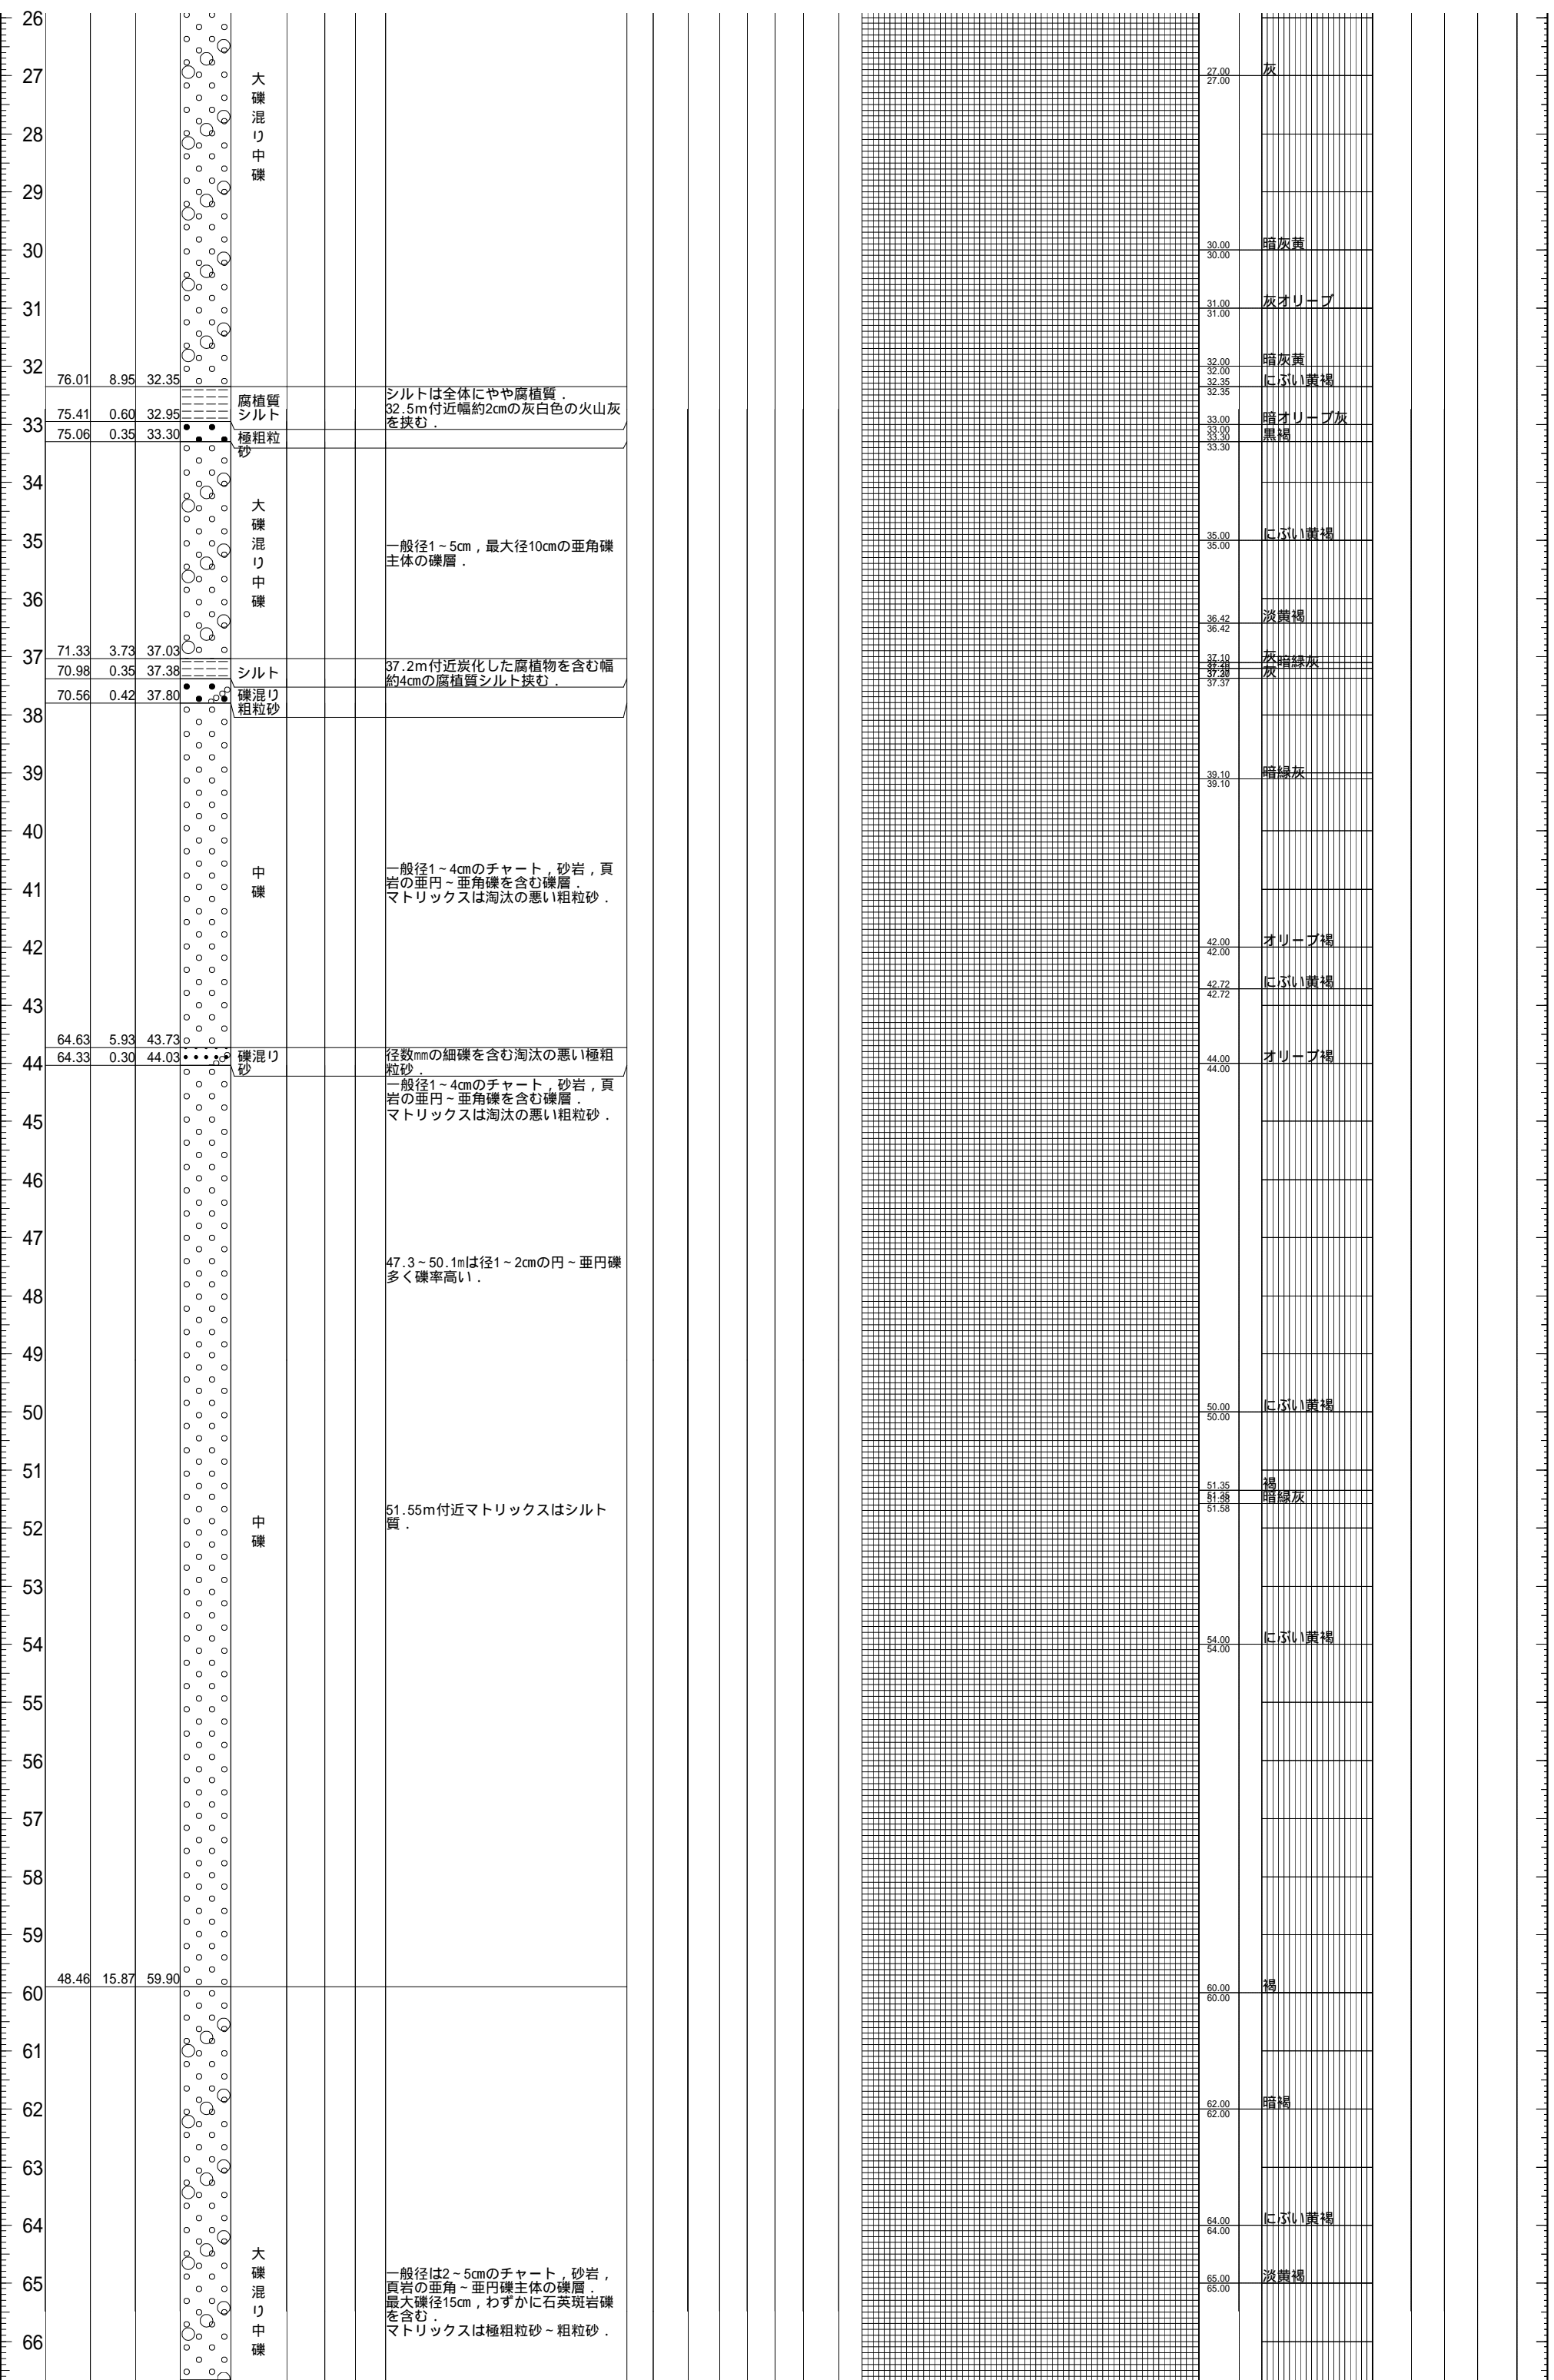 26
27
28
29
30
31
32
33
34
35
36
37
38
39
40
41
42
43
44
45
46
47
48
49
50
51
52
53
54
55
56
57
58
59
60
61
62
63
64
65
66
76.01 8.95 32.35
75.41 0.60 32.95
75.06 0.35 33.30
71.33 3.73 37.03
70.98 0.35 37.38
70.56 0.42 37.80
64.63 5.93 43.73
64.33 0.30 44.03
48.46 15.87 59.90
大礫混り中礫
腐植質
シルト
極粗粒
砂
大礫混り中礫
シルト
礫混り
粗粒砂
中礫
礫混り
砂
中礫
大礫混り中礫
シルトは全体にやや腐植質．
32.5m付近幅約2㎝の灰白色の火山灰
を挟む．
一般径1~5㎝，最大径10㎝の亜角礫
主体の礫層．
37.2m付近炭化した腐植物を含む幅
約4㎝の腐植質シルト挟む．
一般径1~4㎝のチャート，砂岩，頁
岩の亜円~亜角礫を含む礫層．
マトリックスは淘汰の悪い粗粒砂．
径数㎜の細礫を含む淘汰の悪い極粗
粒砂．
一般径1~4㎝のチャート，砂岩，頁
岩の亜円~亜角礫を含む礫層．
マトリックスは淘汰の悪い粗粒砂．
47.3~50.1mは径1~2㎝の円~亜円礫
多く礫率高い．
51.55m付近マトリックスはシルト
質．
一般径は2~5㎝のチャート，砂岩，
頁岩の亜角~亜円礫主体の礫層．
最大礫径15㎝，わずかに石英斑岩礫
を含む．
マトリックスは極粗粒砂~粗粒砂．
27.00 灰
27.00
30.00 暗灰黄
30.00
31.00 灰オリーブ
31.00
32.00 暗灰黄
32.00
32.35 にぶい黄褐
32.35
33.00 暗オリーブ灰
33.00
33.30 黒褐
33.30
35.00 にぶい黄褐
35.00
36.42 淡黄褐
36.42
37.10 灰
暗緑灰
灰
37.37
39.10 暗緑灰
39.10
42.00 オリーブ褐
42.00
42.72 にぶい黄褐
42.72
44.00 オリーブ褐
44.00
50.00 にぶい黄褐
50.00
51.35 褐
暗緑灰
51.58
54.00 にぶい黄褐
54.00
60.00 褐
60.00
62.00 暗褐
62.00
64.00 にぶい黄褐
64.00
65.00 淡黄褐
65.00